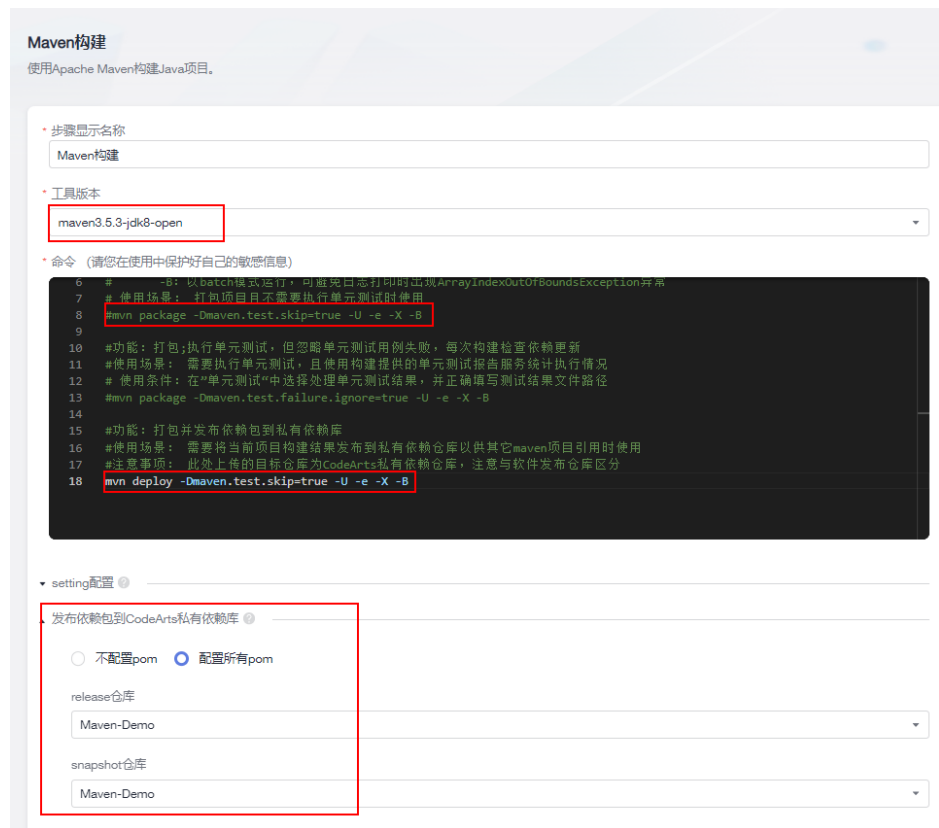 Maven构建
使用Apache Maven构建Java项目。
* 步骤显示名称
Maven构建
* 工具版本
maven3.5.3-jdk8-open
* 命令 (请您在使用中保护好自己的敏感信息)
6 # -B: 以batch模式运行，可避免日志打印时出现ArrayIndexOutOfBoundsException异常
7 # 使用场景： 打包项目且不需要执行单元测试时使用
8 #mvn package -Dmaven.test.skip=true -U -e -X -B
9
10 #功能: 打包;执行单元测试，但忽略单元测试用例失败，每次构建检查依赖更新
11 #使用场景： 需要执行单元测试，且使用构建提供的单元测试报告服务统计执行情况
12 # 使用条件: 在“单元测试”中选择处理单元测试结果，并正确填写测试结果文件路径
13 #mvn package -Dmaven.test.failure.ignore=true -U -e -X -B
14
15 #功能: 打包并发布依赖包到私有依赖库
16 #使用场景： 需要将当前项目构建结果发布到私有依赖仓库以供其它maven项目引用时使用
17 #注意事项： 此处上传的目标仓库为CodeArts私有依赖仓库，注意与软件发布仓库区分
18 mvn deploy -Dmaven.test.skip=true -U -e -X -B
setting配置 ?
发布依赖包到CodeArts私有依赖库 ?
不配置pom 配置所有pom
release仓库
Maven-Demo
snapshot仓库
Maven-Demo